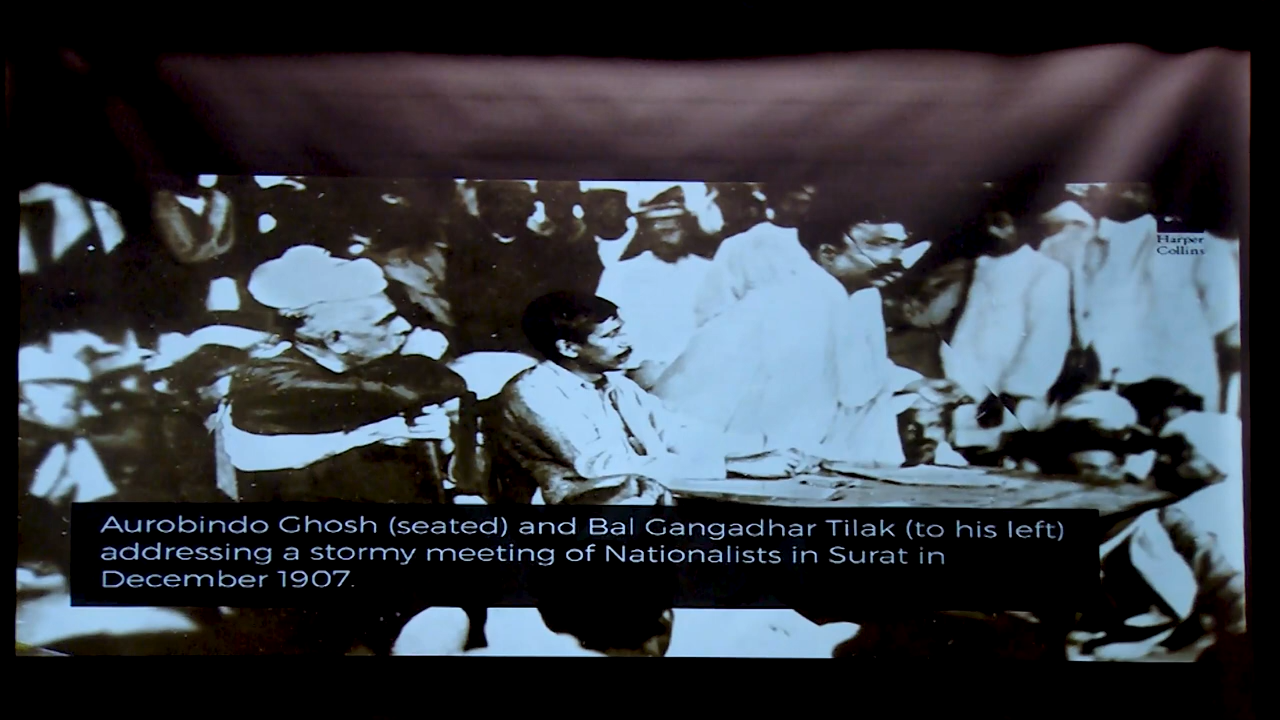 Harper
Collins
Aurobindo Ghosh (seated) and Bal Gangadhar Tilak (to his left)
addressing a stormy meeting of Nationalists in Surat in
December 1907.